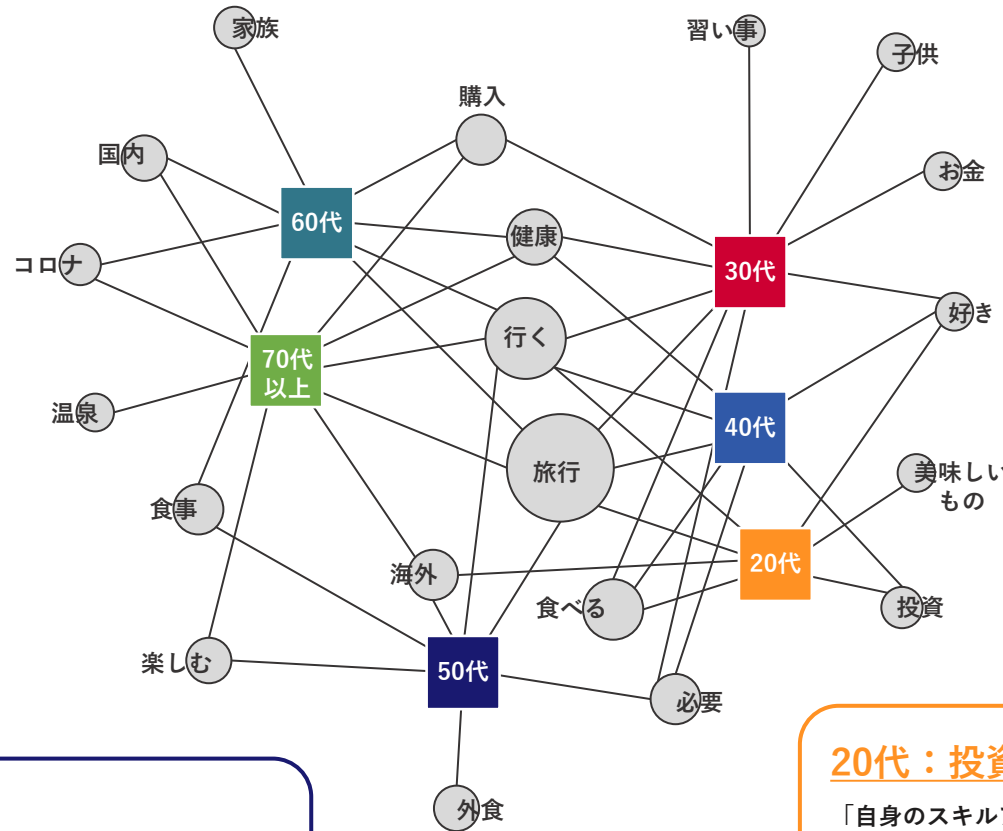 家族
習い事
子供
購入
国内
お金
60代
健康
コロナ
30代
好き
行く
70代
以上
温泉
40代
旅行
美味しい
もの
食事
20代
海外
食べる
投資
楽しむ
50代
必要
外食
20代：投資
「自身のスキル